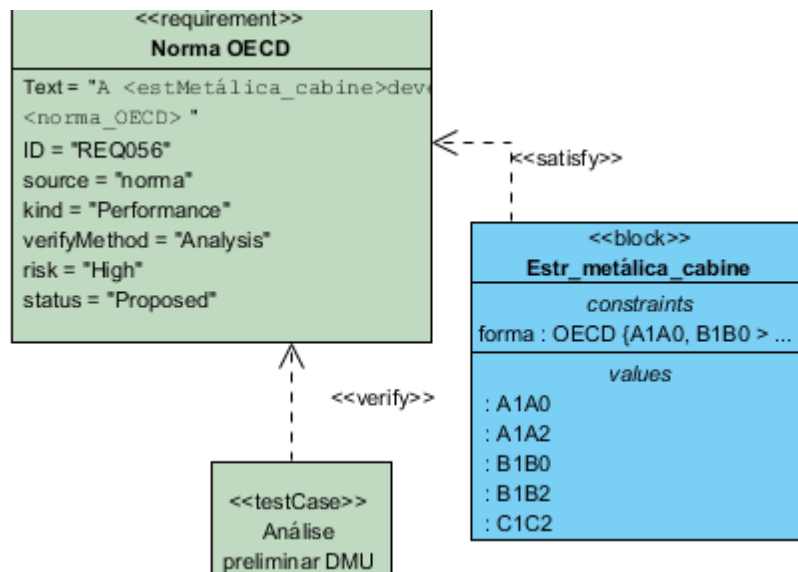 <<requirement>>
Norma OECD
Text = "A <estMetálica_cabine>deve
<norma_OECD> "
ID = "REQ056"
source = "norma"
kind = "Performance"
verifyMethod = "Analysis"
risk = "High"
status = "Proposed"
<<satisfy>>
<<block>>
Estr_metálica_cabine
constraints
forma : OECD {A1A0, B1B0 > ...
values
: A1A0
: A1A2
: B1B0
: B1B2
: C1C2
<<verify>>
<<testCase>>
Análise
preliminar DMU